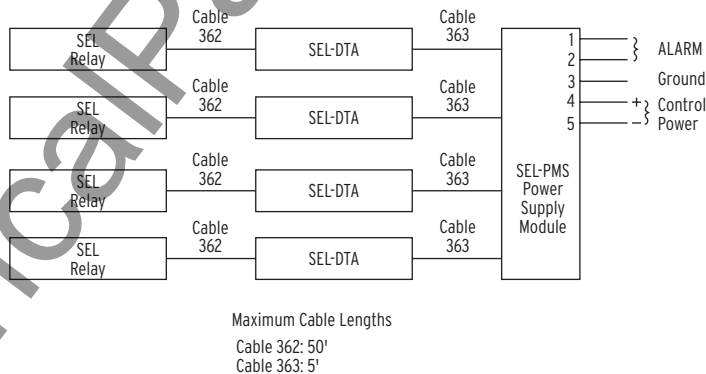 Cable
362
Cable
363
SEL
Relay
SEL-DTA
Cable
362
Cable
363
SEL
Relay
SEL-DTA
Cable
362
Cable
363
SEL
Relay
SEL-DTA
Cable
362
Cable
363
SEL
Relay
SEL-DTA
1
2
3
4
5
SEL-PMS
Power
Supply
Module
ALARM
Ground
+ Control
− Power
Maximum Cable Lengths
Cable 362: 50'
Cable 363: 5'